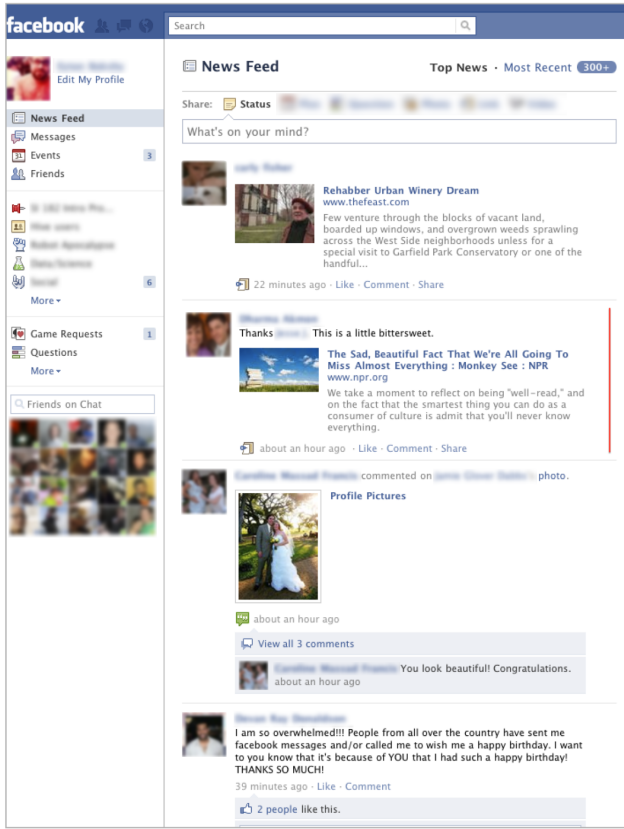 facebook
Search
Edit My Profile
News Feed
Messages
Events 3
Friends
More
Game Requests 1
Questions
More
Friends on Chat
News Feed
Top News · Most Recent 300+
Share: Status
What's on your mind?
Rehabber Urban Winery Dream
www.thefeast.com
Few venture through the blocks of vacant land,
boarded up windows, and overgrown weeds sprawling
across the West Side neighborhoods unless for a
special visit to Garfield Park Conservatory or one of the
handful...
22 minutes ago · Like · Comment · Share
Thanks This is a little bittersweet.
The Sad, Beautiful Fact That We're All Going To
Miss Almost Everything : Monkey See : NPR
www.npr.org
We take a moment to reflect on being "well-read," and
on the fact that the smartest thing you can do as a
consumer of culture is admit that you'll never know
everything.
about an hour ago · Like · Comment · Share
commented on photo.
Profile Pictures
about an hour ago
View all 3 comments
You look beautiful! Congratulations.
about an hour ago
I am so overwhelmed!!! People from all over the country have sent me
facebook messages and/or called me to wish me a happy birthday. I want
to you know that it's because of YOU that I had such a happy birthday!
THANKS SO MUCH!
39 minutes ago · Like · Comment
2 people like this.